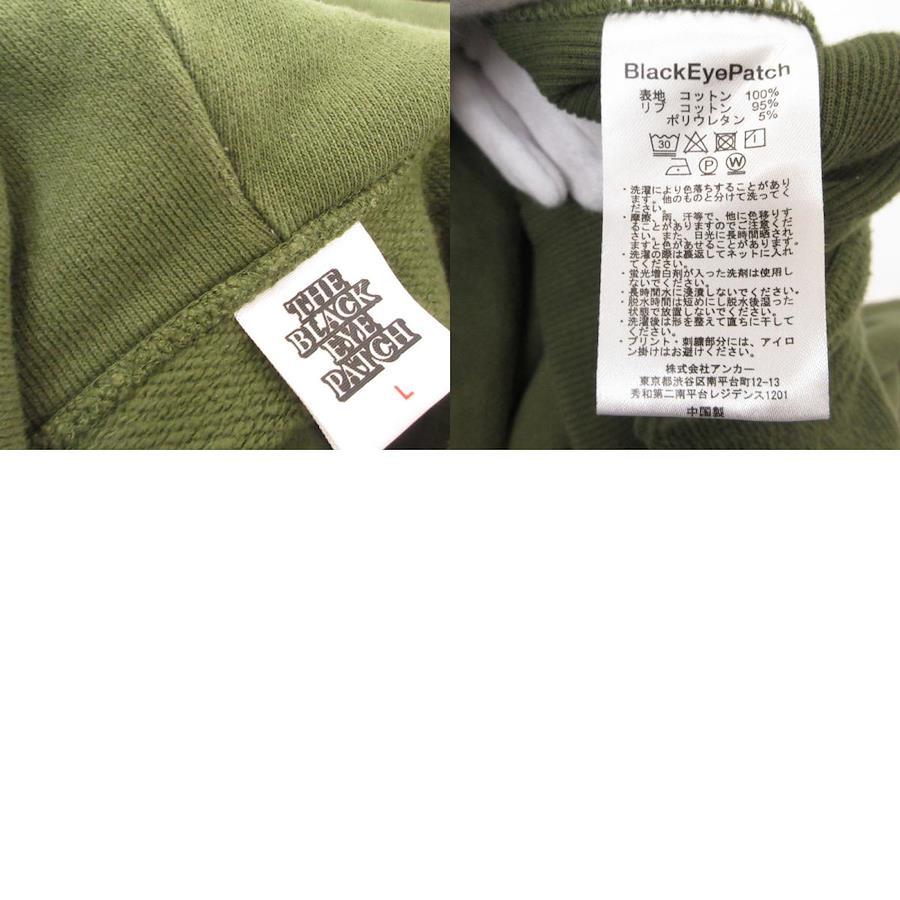 THE
BLACK
EYE
PATCH
L
BlackEyePatch
表地 コットン 100%
リブ コットン 95%
ポリウレタン 5%
30
P
W
・洗濯により色落ちすることがあり
ます。他のものと分けて洗ってく
ださい。
・摩擦、雨、汗等で、他に色移りす
ることがありますのでご注意くだ
さい。また、日光に長時間晒され
ますと色があせることがあります。
・洗濯の際は裏返してネットに入れ
てください。
・蛍光増白剤が入った洗剤は使用し
ないでください。
・長時間水に浸漬しないでください。
・脱水時間は短めにし脱水後湿った
状態で放置しないでください。
・洗濯後は形を整えて直ちに干して
ください。
・プリント・刺繍部分には、アイロ
ン掛けはお避けください。
株式会社アンカー
東京都渋谷区南平台町12-13
秀和第二南平台レジデンス1201
中国製